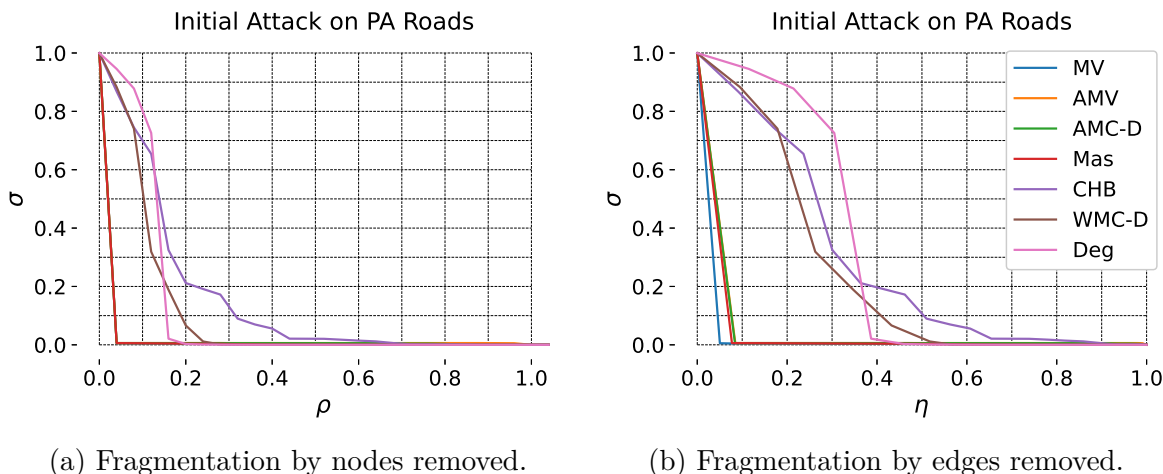 Initial Attack on PA Roads
1.0
0.8
0.6
0.4
0.2
0.0
σ
0.0 0.2 0.4 0.6 0.8 1.0
ρ
(a) Fragmentation by nodes removed.
Initial Attack on PA Roads
1.0
0.8
0.6
0.4
0.2
0.0
σ
0.0 0.2 0.4 0.6 0.8 1.0
η
MV
AMV
AMC-D
Mas
CHB
WMC-D
Deg
(b) Fragmentation by edges removed.